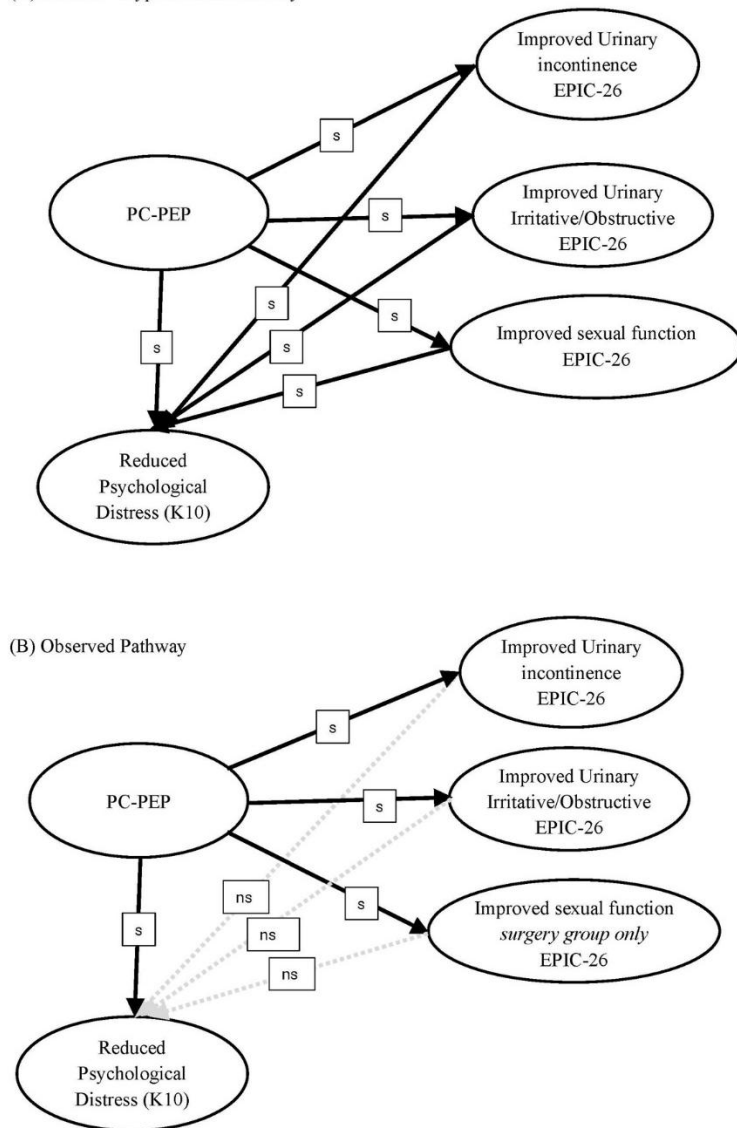 Improved Urinary
incontinence
EPIC-26
s
PC-PEP
s
Improved Urinary
Irritative/Obstructive
EPIC-26
s
s
s
s
Improved sexual function
EPIC-26
s
Reduced
Psychological
Distress (K10)
(B) Observed Pathway
Improved Urinary
incontinence
EPIC-26
s
PC-PEP
s
Improved Urinary
Irritative/Obstructive
EPIC-26
ns
s
s
ns
ns
Improved sexual function
surgery group only
EPIC-26
Reduced
Psychological
Distress (K10)